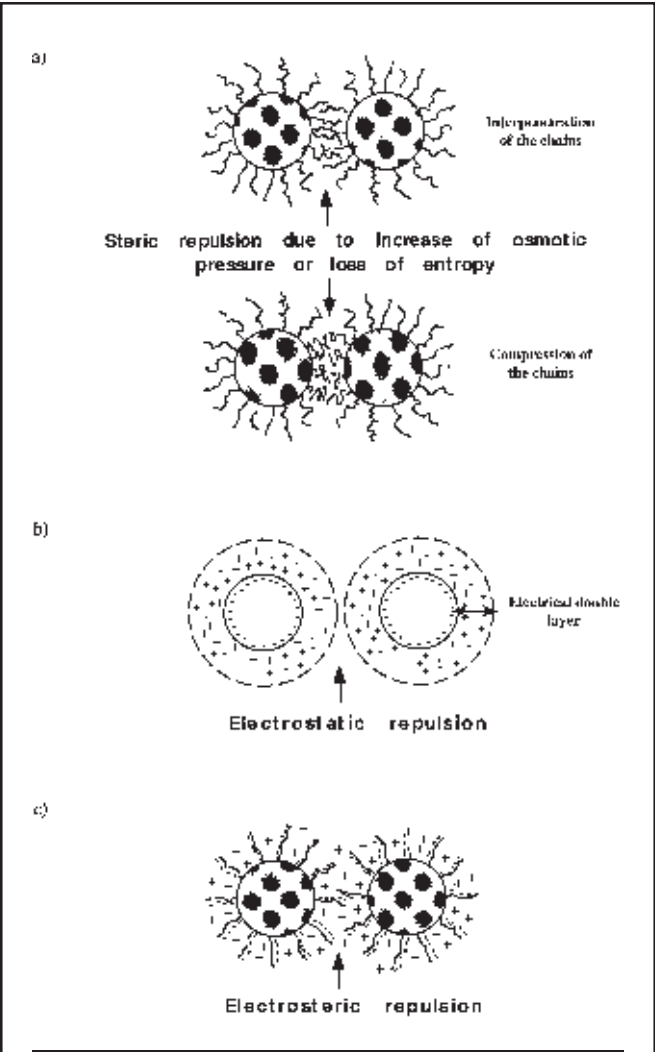 a)
Interpenetration
of the chains
Steric repulsion due to Increase of osmotic
pressure or loss of entropy
Compression of
the chains
b)
Electrical double
layer
Electrostatic repulsion
c)
Electrosteric repulsion